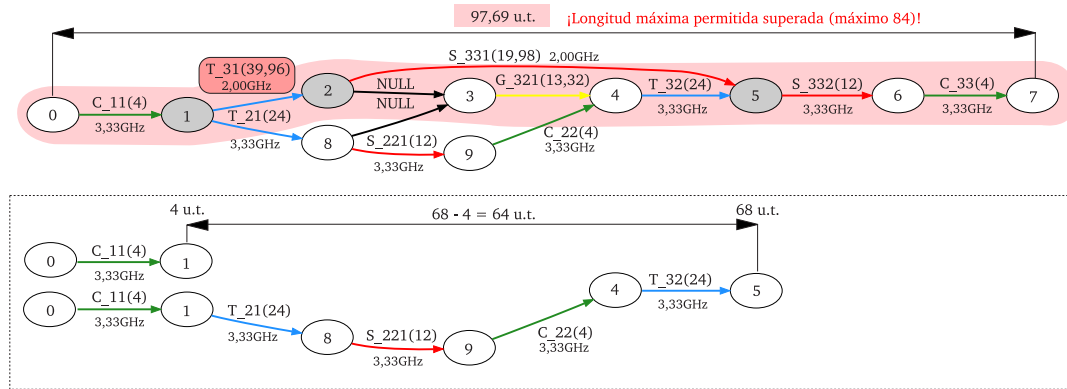 97,69 u.t. ¡Longitud máxima permitida superada (máximo 84)!
S_331(19,98) 2,00GHz
T_31(39,96)
2,00GHz
NULL
G_321(13,32)
C_11(4)
3,33GHz
NULL
T_32(24)
3,33GHz
S_332(12)
3,33GHz
C_33(4)
3,33GHz
0
1
2
3
4
5
6
7
T_21(24)
3,33GHz
8
S_221(12)
3,33GHz
9
C_22(4)
3,33GHz
4 u.t.
68 - 4 = 64 u.t.
68 u.t.
0
C_11(4)
3,33GHz
1
0
C_11(4)
3,33GHz
1
T_21(24)
3,33GHz
8
S_221(12)
3,33GHz
9
C_22(4)
3,33GHz
4
T_32(24)
3,33GHz
5